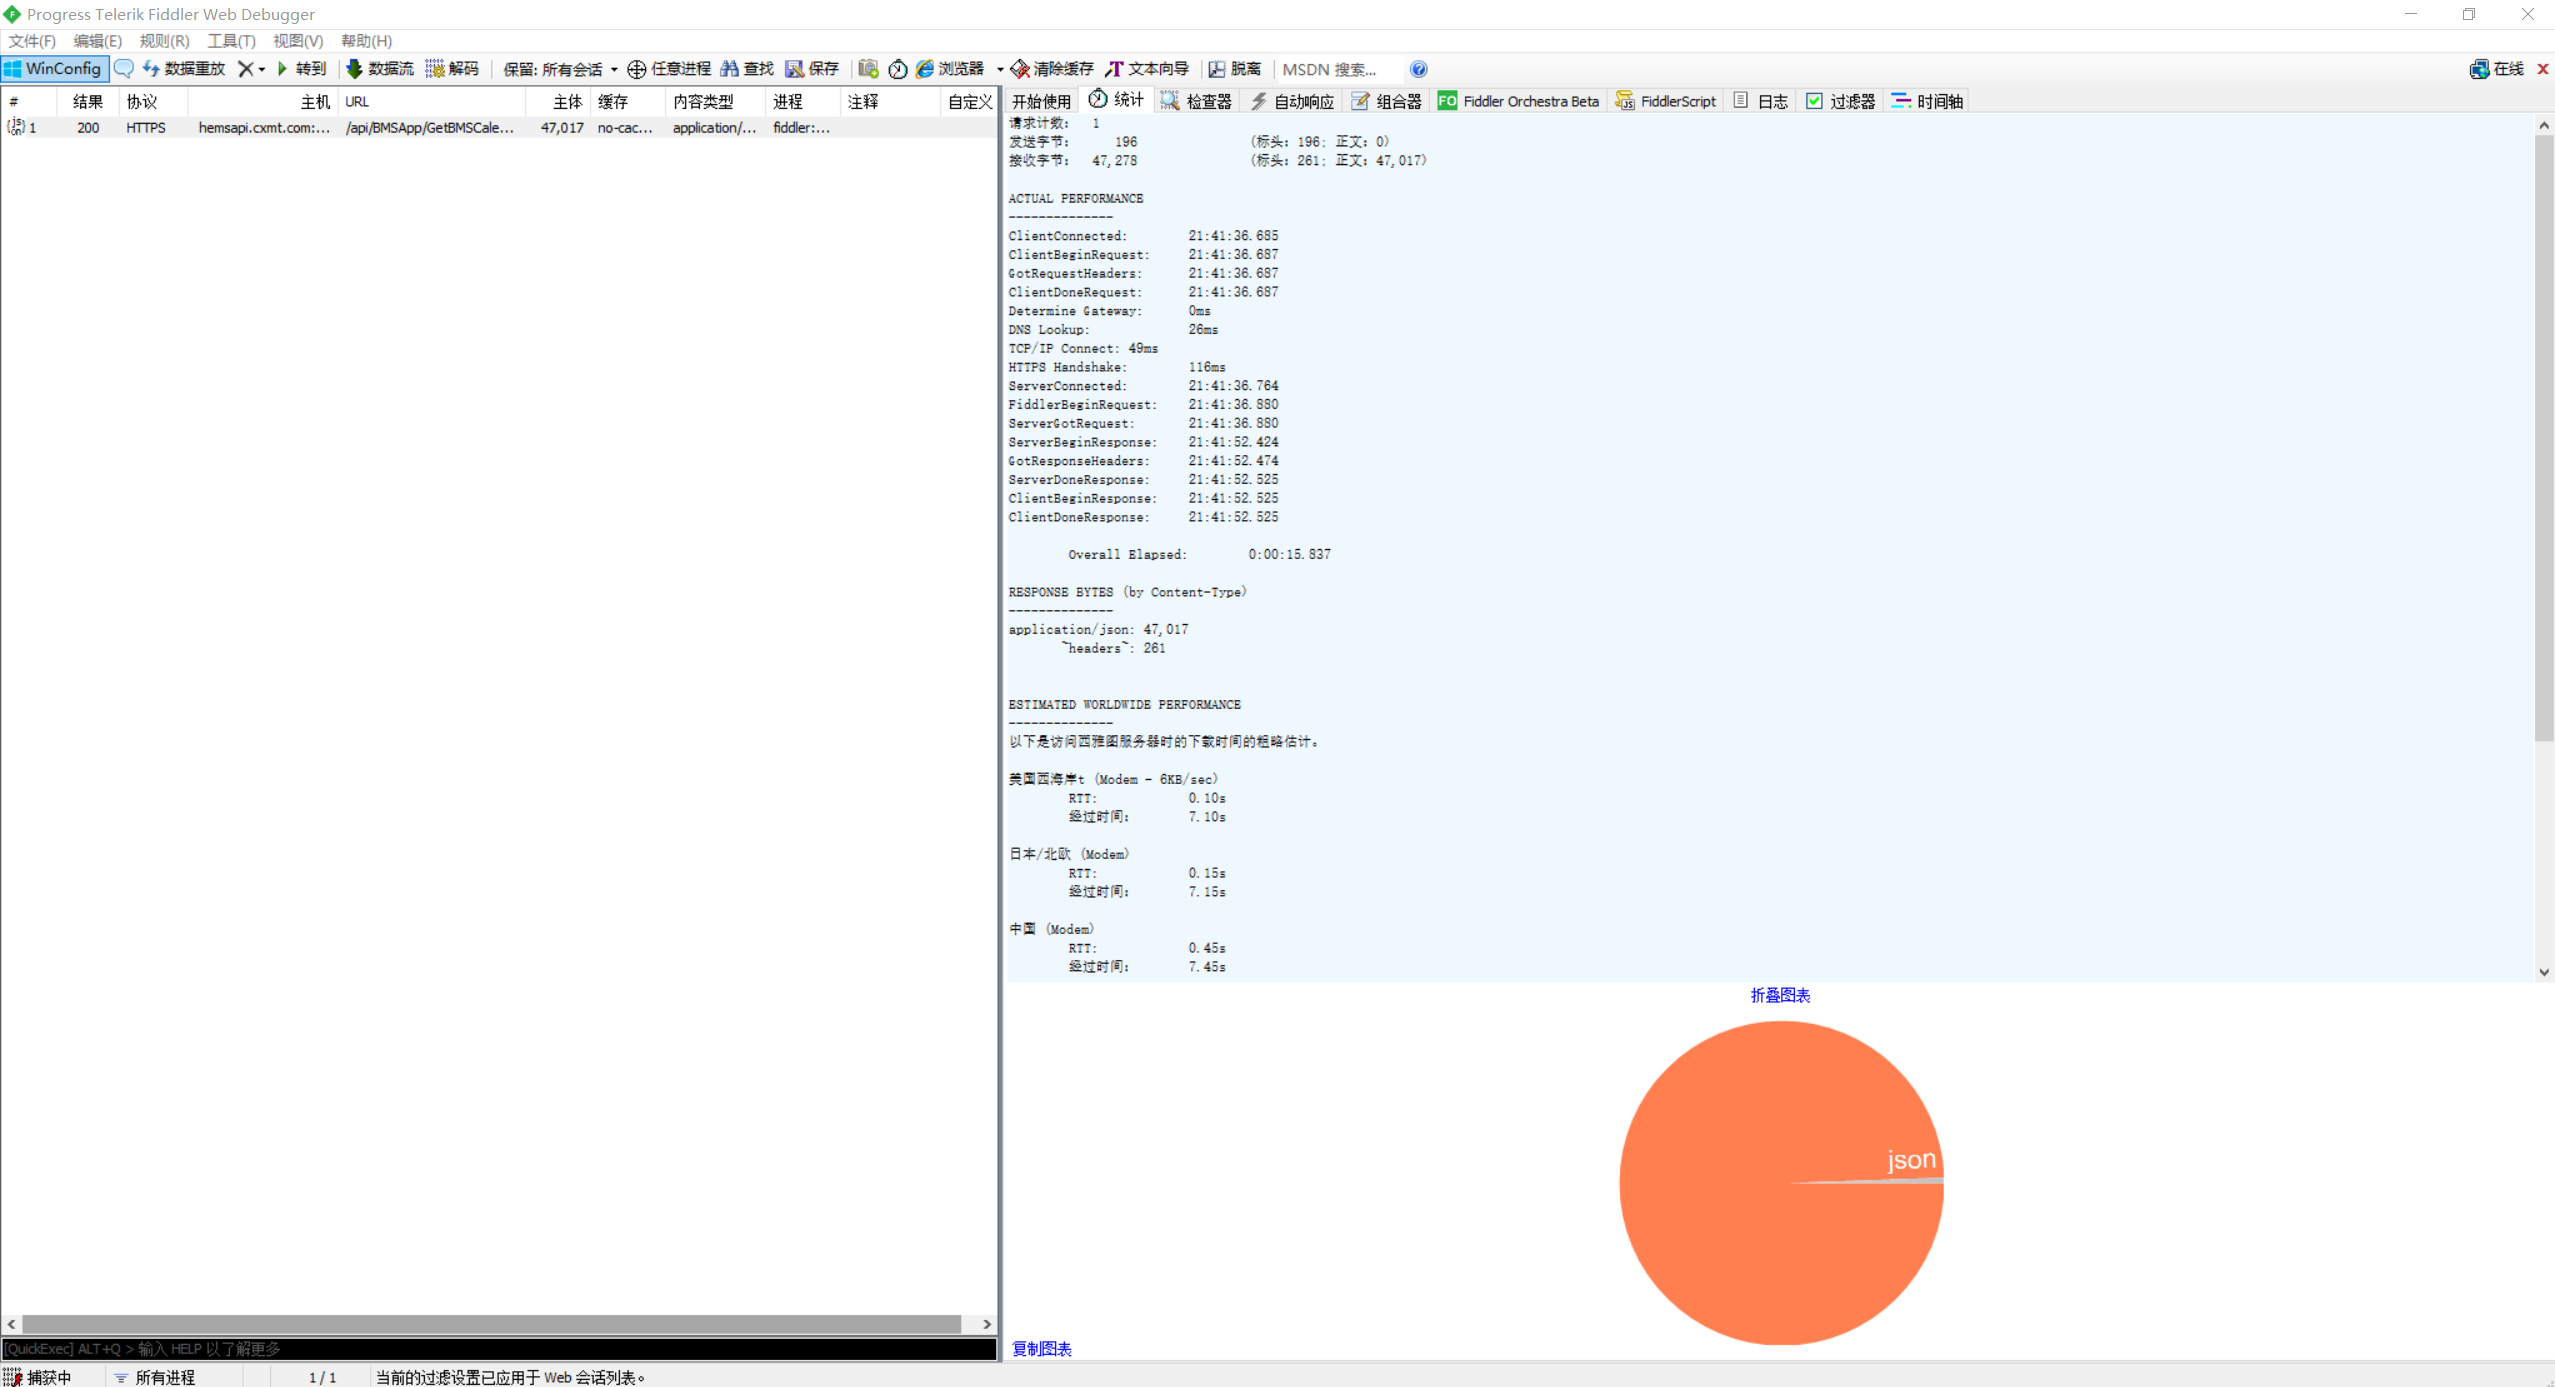 Progress Telerik Fiddler Web Debugger
文件(F) 编辑(E) 规则(R) 工具(T) 视图(V) 帮助(H)
WinConfig 数据重放 转到 数据流 解码 保留: 所有会话 任意进程 查找 保存 浏览器 清除缓存 文本向导 脱离 MSDN 搜索... 在线
# 结果 协议 主机 URL 主体 缓存 内容类型 进程 注释 自定义
1 200 HTTPS hemsapi.cxmt.com:... /api/BMSApp/GetBMSCale... 47,017 no-cac... application/... fiddler:...
[QuickExec] ALT+Q > 输入 HELP 以了解更多
开始使用 统计 检查器 自动响应 组合器 FO Fiddler Orchestra Beta FiddlerScript 日志 过滤器 时间轴
请求计数: 1
发送字节: 196 (标头: 196; 正文: 0)
接收字节: 47,278 (标头: 261; 正文: 47,017)
ACTUAL PERFORMANCE
--------------
ClientConnected: 21:41:36.685
ClientBeginRequest: 21:41:36.687
GotRequestHeaders: 21:41:36.687
ClientDoneRequest: 21:41:36.687
Determine Gateway: 0ms
DNS Lookup: 26ms
TCP/IP Connect: 49ms
HTTPS Handshake: 116ms
ServerConnected: 21:41:36.764
FiddlerBeginRequest: 21:41:36.880
ServerGotRequest: 21:41:36.880
ServerBeginResponse: 21:41:52.424
GotResponseHeaders: 21:41:52.474
ServerDoneResponse: 21:41:52.525
ClientBeginResponse: 21:41:52.525
ClientDoneResponse: 21:41:52.525
Overall Elapsed: 0:00:15.837
RESPONSE BYTES (by Content-Type)
--------------
application/json: 47,017
~headers~: 261
ESTIMATED WORLDWIDE PERFORMANCE
--------------
以下是访问西雅图服务器时的下载时间的粗略估计。
美国西海岸t (Modem - 6KB/sec)
RTT: 0.10s
经过时间: 7.10s
日本/北欧 (Modem)
RTT: 0.15s
经过时间: 7.15s
中国 (Modem)
RTT: 0.45s
经过时间: 7.45s
折叠图表
json
复制图表
捕获中 所有进程 1 / 1 当前的过滤设置已应用于 Web 会话列表。